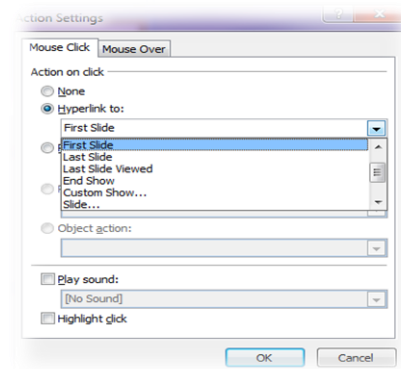 ction Settings
Mouse Click Mouse Over
Action on click
None
Hyperlink to:
First Slide
First Slide
Last Slide
Last Slide Viewed
End Show
Custom Show...
Slide...
Object action:
Play sound:
[No Sound]
Highlight click
OK Cancel